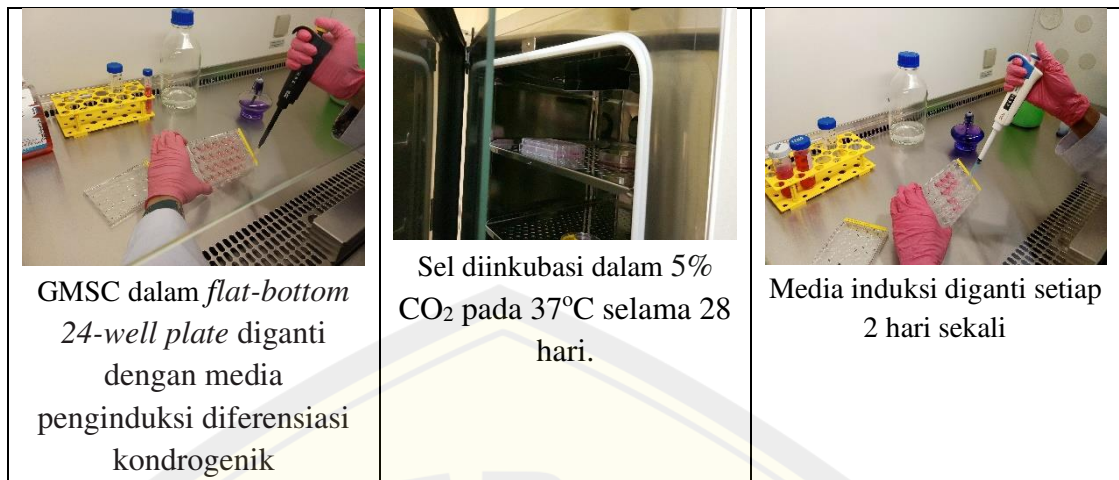 GMSC dalam flat-bottom
24-well plate diganti
dengan media
penginduksi diferensiasi
kondrogenik
Sel diinkubasi dalam 5%
CO₂ pada 37°C selama 28
hari.
Media induksi diganti setiap
2 hari sekali